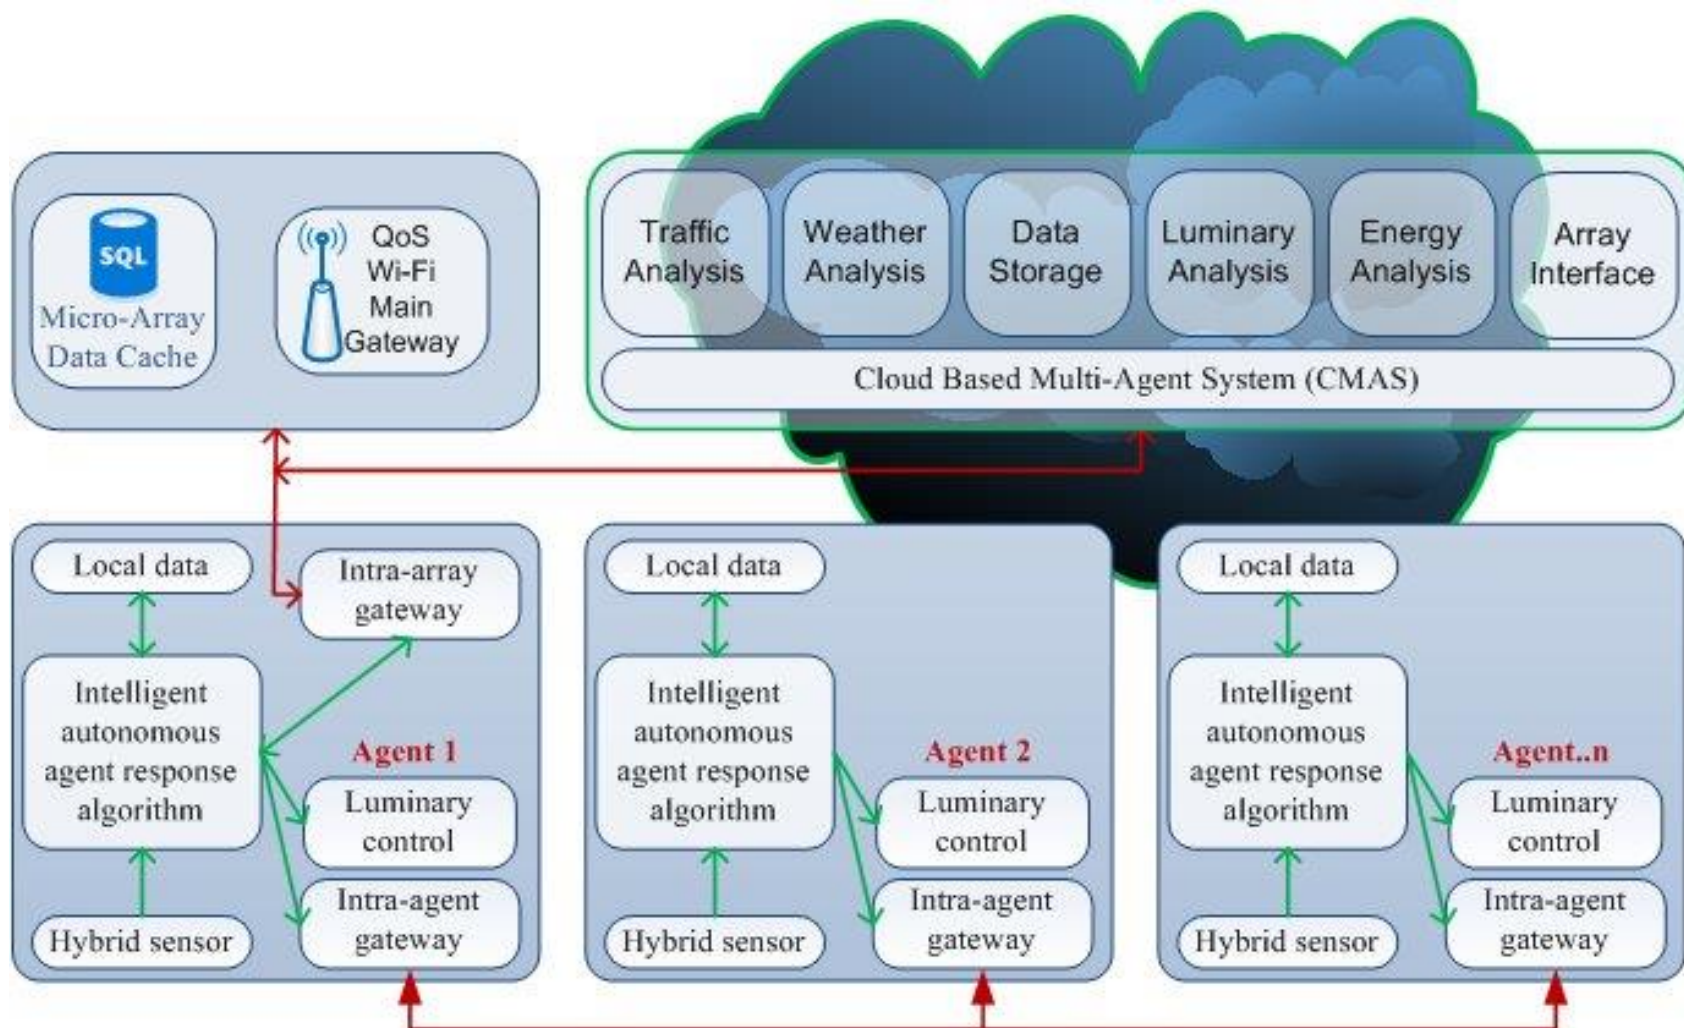 SQL
Micro-Array
Data Cache
QoS
Wi-Fi
Main
Gateway
Traffic
Analysis
Weather
Analysis
Data
Storage
Luminary
Analysis
Energy
Analysis
Array
Interface
Cloud Based Multi-Agent System (CMAS)
Local data
Intra-array
gateway
Intelligent
autonomous
agent response
algorithm
Agent 1
Luminary
control
Hybrid sensor
Intra-agent
gateway
Local data
Intelligent
autonomous
agent response
algorithm
Agent 2
Luminary
control
Hybrid sensor
Intra-agent
gateway
Local data
Intelligent
autonomous
agent response
algorithm
Agent..n
Luminary
control
Hybrid sensor
Intra-agent
gateway